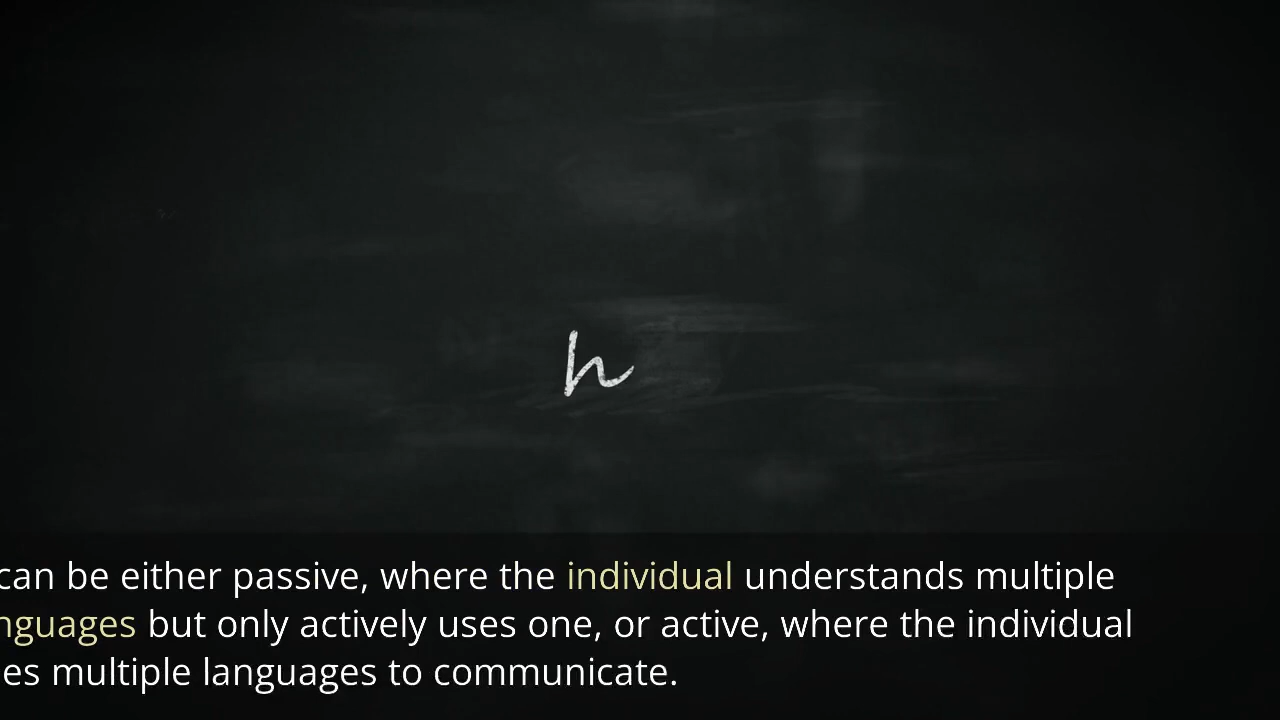 h
can be either passive, where the individual understands multiple
nguages but only actively uses one, or active, where the individual
es multiple languages to communicate.